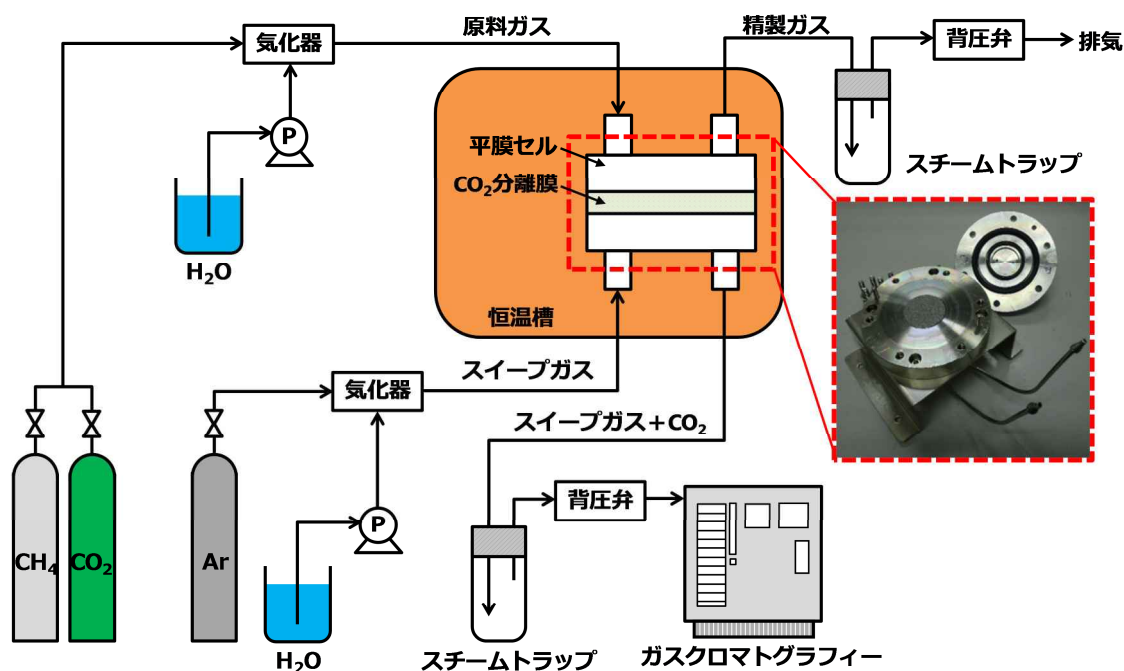 原料ガス
精製ガス
気化器
背圧弁
排気
P
平膜セル
スチームトラップ
CO₂分離膜
H₂O
恒温槽
スイープガス
気化器
スイープガス+CO₂
背圧弁
P
CH₄
CO₂
Ar
H₂O
スチームトラップ
ガスクロマトグラフィー